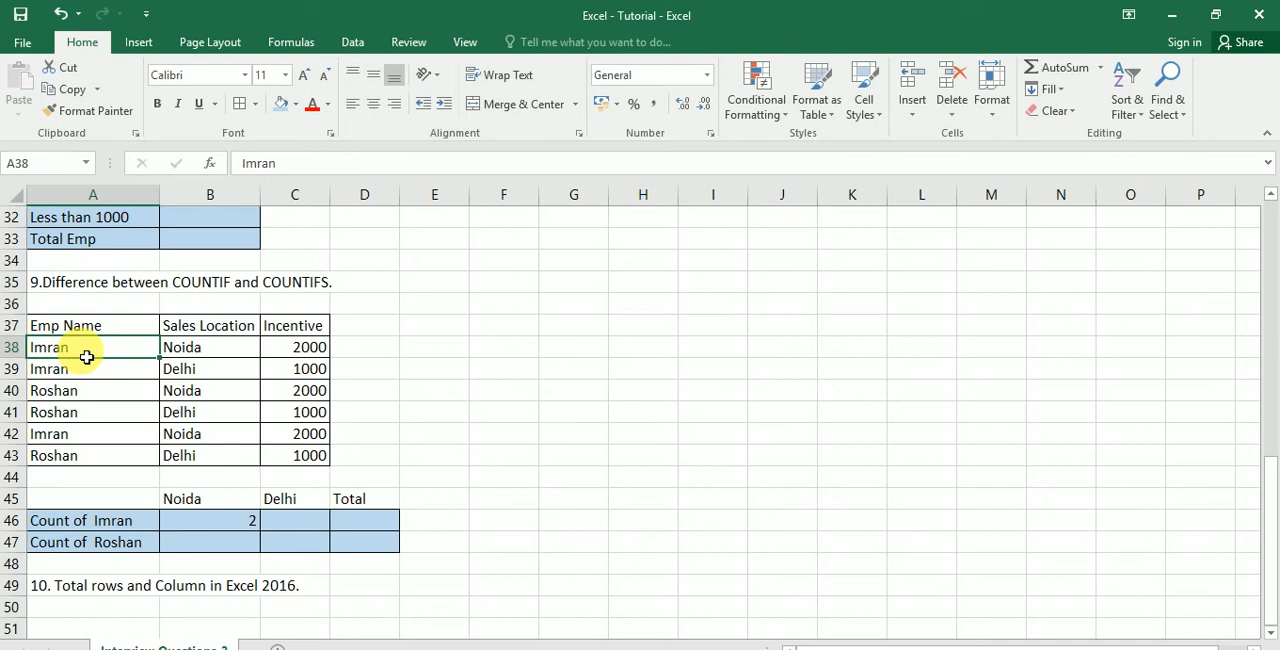 Excel - Tutorial - Excel
File Home Insert Page Layout Formulas Data Review View Tell me what you want to do... Sign in Share
Paste Cut Copy Format Painter
Calibri 11 Wrap Text General
B I U Merge & Center % ,
Conditional Formatting Format as Table Cell Styles Insert Delete Format AutoSum Fill Clear Sort & Filter Find & Select
Clipboard Font Alignment Number Styles Cells Editing
A38 fx Imran
A B C D E F G H I J K L M N O P
32 Less than 1000
33 Total Emp
34
35 9.Difference between COUNTIF and COUNTIFS.
36
37 Emp Name Sales Location Incentive
38 Imran Noida 2000
39 Imran Delhi 1000
40 Roshan Noida 2000
41 Roshan Delhi 1000
42 Imran Noida 2000
43 Roshan Delhi 1000
44
45 Noida Delhi Total
46 Count of Imran 2
47 Count of Roshan
48
49 10. Total rows and Column in Excel 2016.
50
51